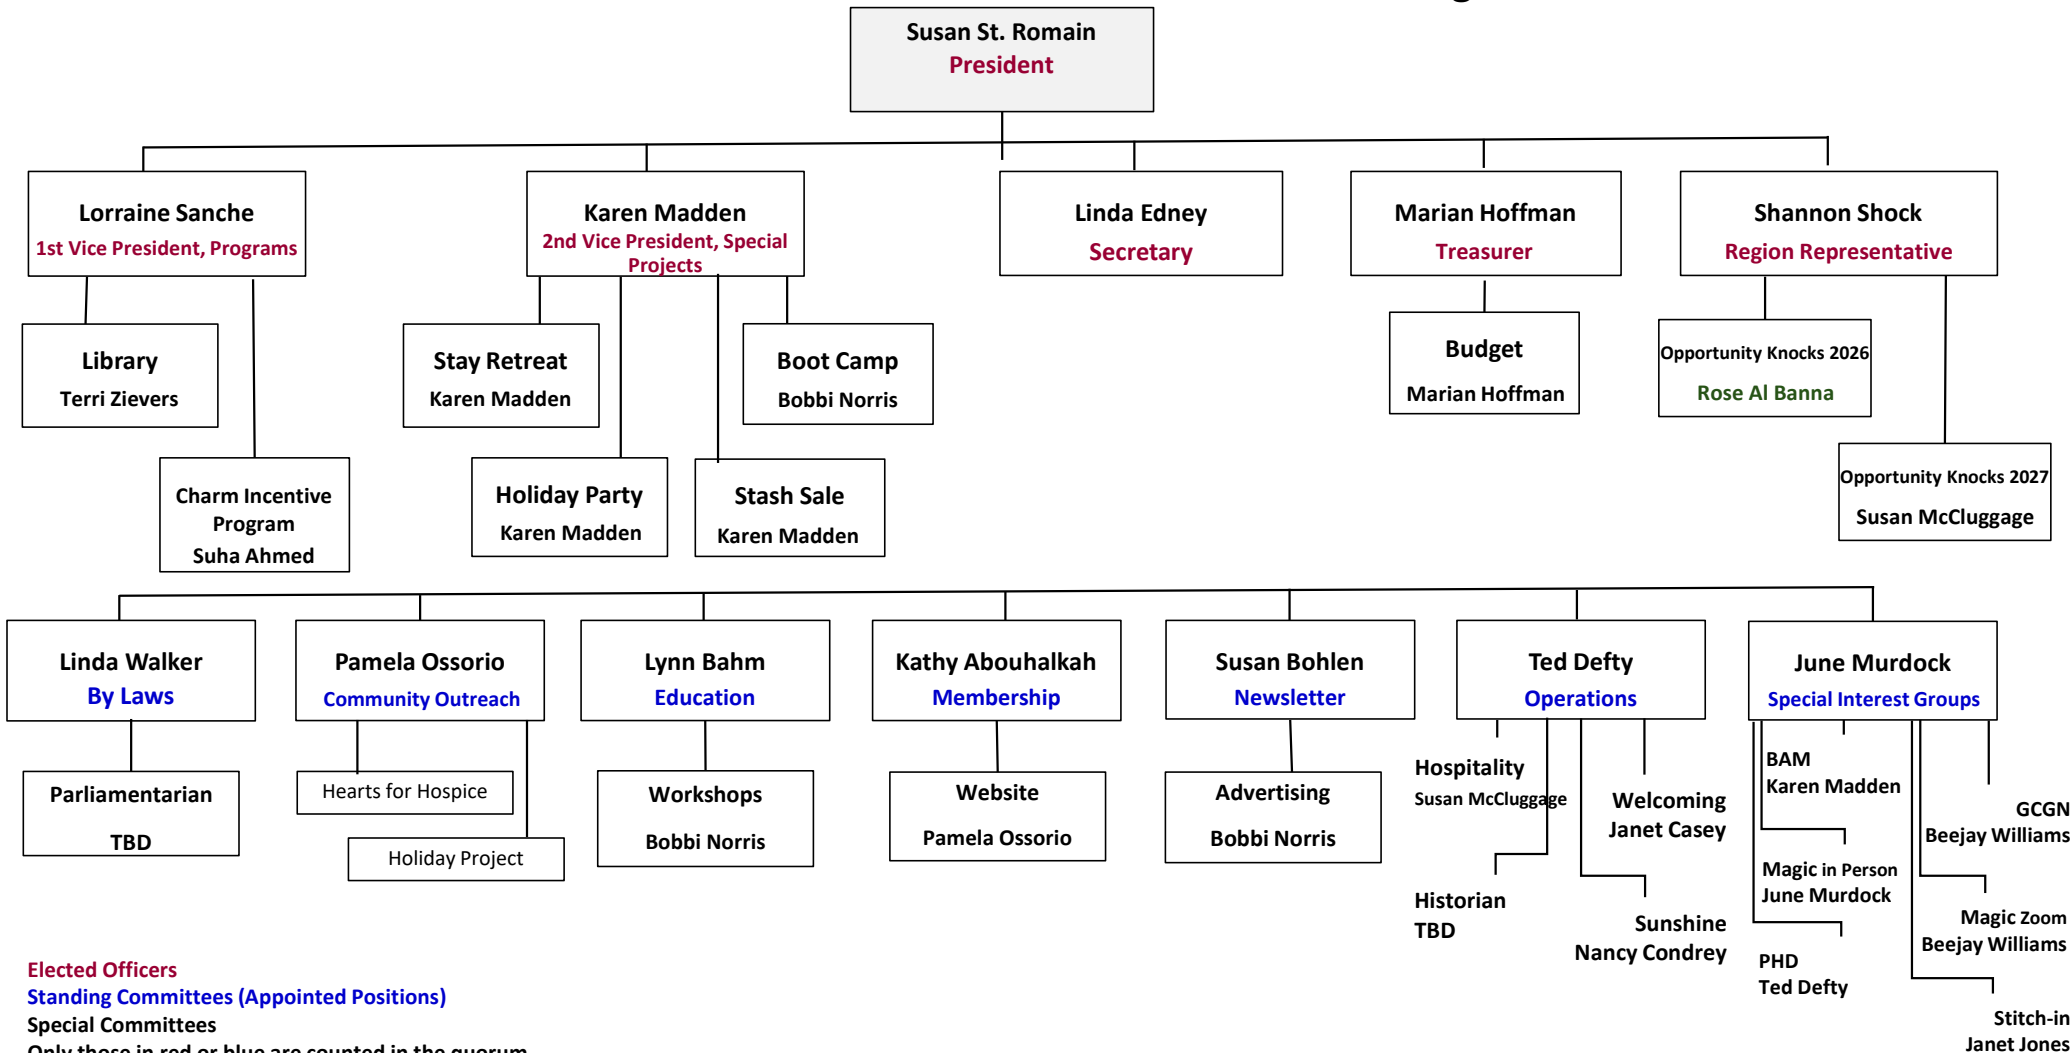 Susan St. Romain
President
Lorraine Sanche
1st Vice President, Programs
Karen Madden
2nd Vice President, Special
Projects
Linda Edney
Secretary
Marian Hoffman
Treasurer
Shannon Shock
Region Representative
Library
Terri Zievers
Stay Retreat
Karen Madden
Boot Camp
Bobbi Norris
Budget
Marian Hoffman
Opportunity Knocks 2026
Rose Al Banna
Charm Incentive
Program
Suha Ahmed
Holiday Party
Karen Madden
Stash Sale
Karen Madden
Opportunity Knocks 2027
Susan McCluggage
Linda Walker
By Laws
Pamela Ossorio
Community Outreach
Lynn Bahm
Education
Kathy Abouhalkah
Membership
Susan Bohlen
Newsletter
Ted Defty
Operations
June Murdock
Special Interest Groups
Parliamentarian
TBD
Hearts for Hospice
Holiday Project
Workshops
Bobbi Norris
Website
Pamela Ossorio
Advertising
Bobbi Norris
Hospitality
Susan McCluggage
Welcoming
Janet Casey
Historian
TBD
Sunshine
Nancy Condrey
BAM
Karen Madden
GCGN
Beejay Williams
Magic in Person
June Murdock
Magic Zoom
Beejay Williams
PHD
Ted Defty
Stitch-in
Janet Jones
Elected Officers
Standing Committees (Appointed Positions)
Special Committees
Only those in red or blue are counted in the quorum